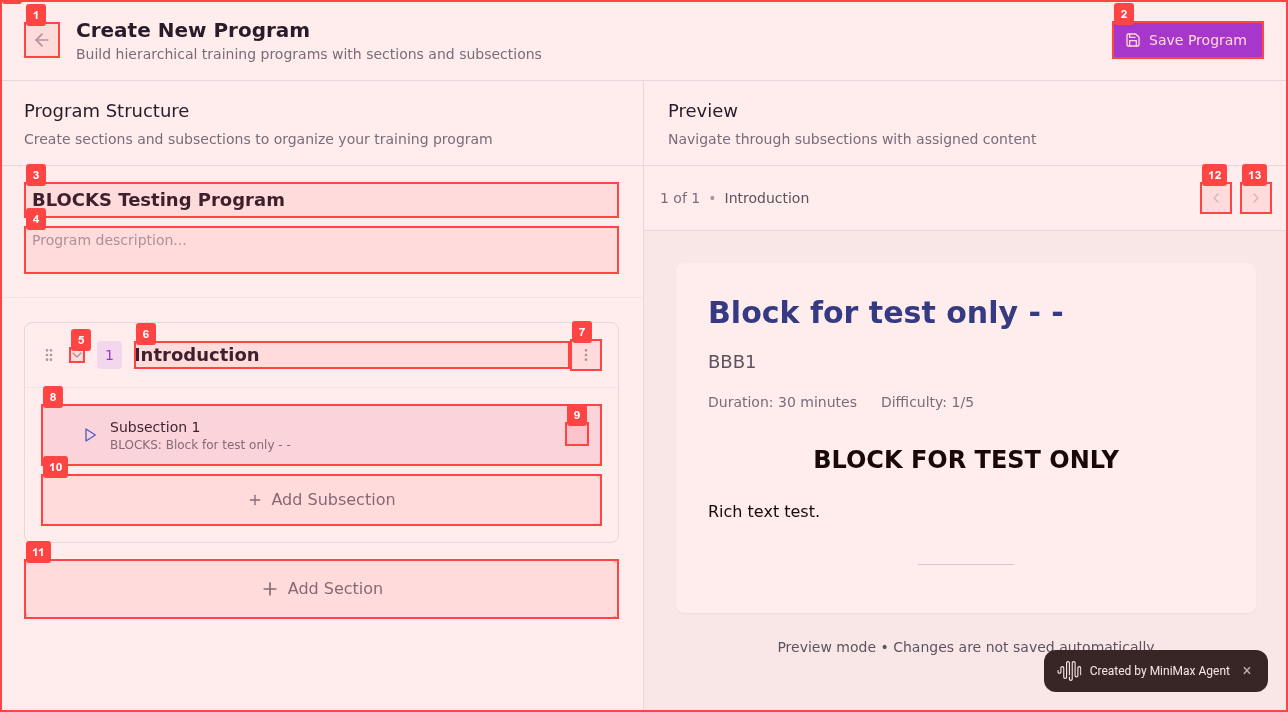 1
Create New Program
Build hierarchical training programs with sections and subsections
2
Save Program
Program Structure
Create sections and subsections to organize your training program
3
BLOCKS Testing Program
4
Program description...
5
1
6
Introduction
7
8
Subsection 1
BLOCKS: Block for test only - -
9
10
Add Subsection
11
Add Section
Preview
Navigate through subsections with assigned content
1 of 1 • Introduction
12
13
Block for test only - -
BBB1
Duration: 30 minutes Difficulty: 1/5
BLOCK FOR TEST ONLY
Rich text test.
Preview mode • Changes are not saved automatically
Created by MiniMax Agent ×